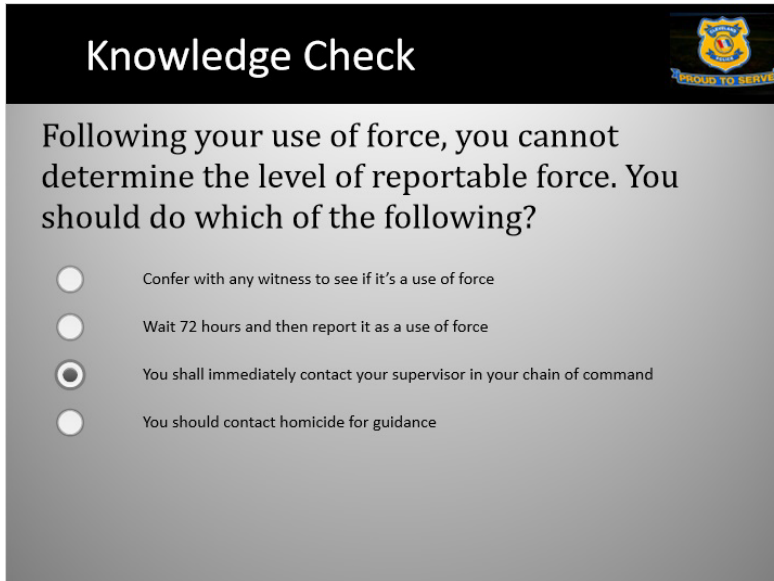 Knowledge Check
CLEVELAND
POLICE
PROUD TO SERVE
Following your use of force, you cannot
determine the level of reportable force. You
should do which of the following?
Confer with any witness to see if it’s a use of force
Wait 72 hours and then report it as a use of force
You shall immediately contact your supervisor in your chain of command
You should contact homicide for guidance